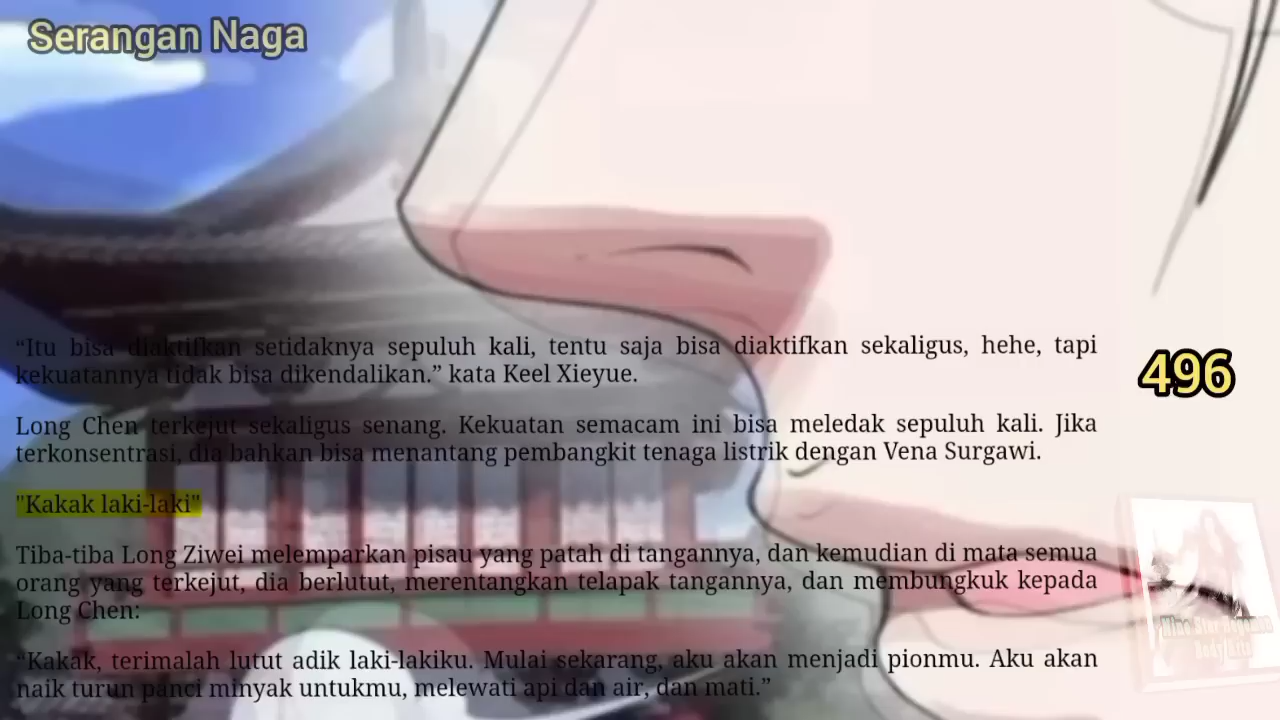 Serangan Naga
“Itu bisa diaktifkan setidaknya sepuluh kali, tentu saja bisa diaktifkan sekaligus, hehe, tapi
kekuatannya tidak bisa dikendalikan.” kata Keel Xieyue.
496
Long Chen terkejut sekaligus senang. Kekuatan semacam ini bisa meledak sepuluh kali. Jika
terkonsentrasi, dia bahkan bisa menantang pembangkit tenaga listrik dengan Vena Surgawi.
"Kakak laki-laki"
Tiba-tiba Long Ziwei melemparkan pisau yang patah di tangannya, dan kemudian di mata semua
orang yang terkejut, dia berlutut, merentangkan telapak tangannya, dan membungkuk kepada
Long Chen:
“Kakak, terimalah lutut adik laki-lakiku. Mulai sekarang, aku akan menjadi pionmu. Aku akan
naik turun panci minyak untukmu, melewati api dan air, dan mati.”
Nine Star Hegemon